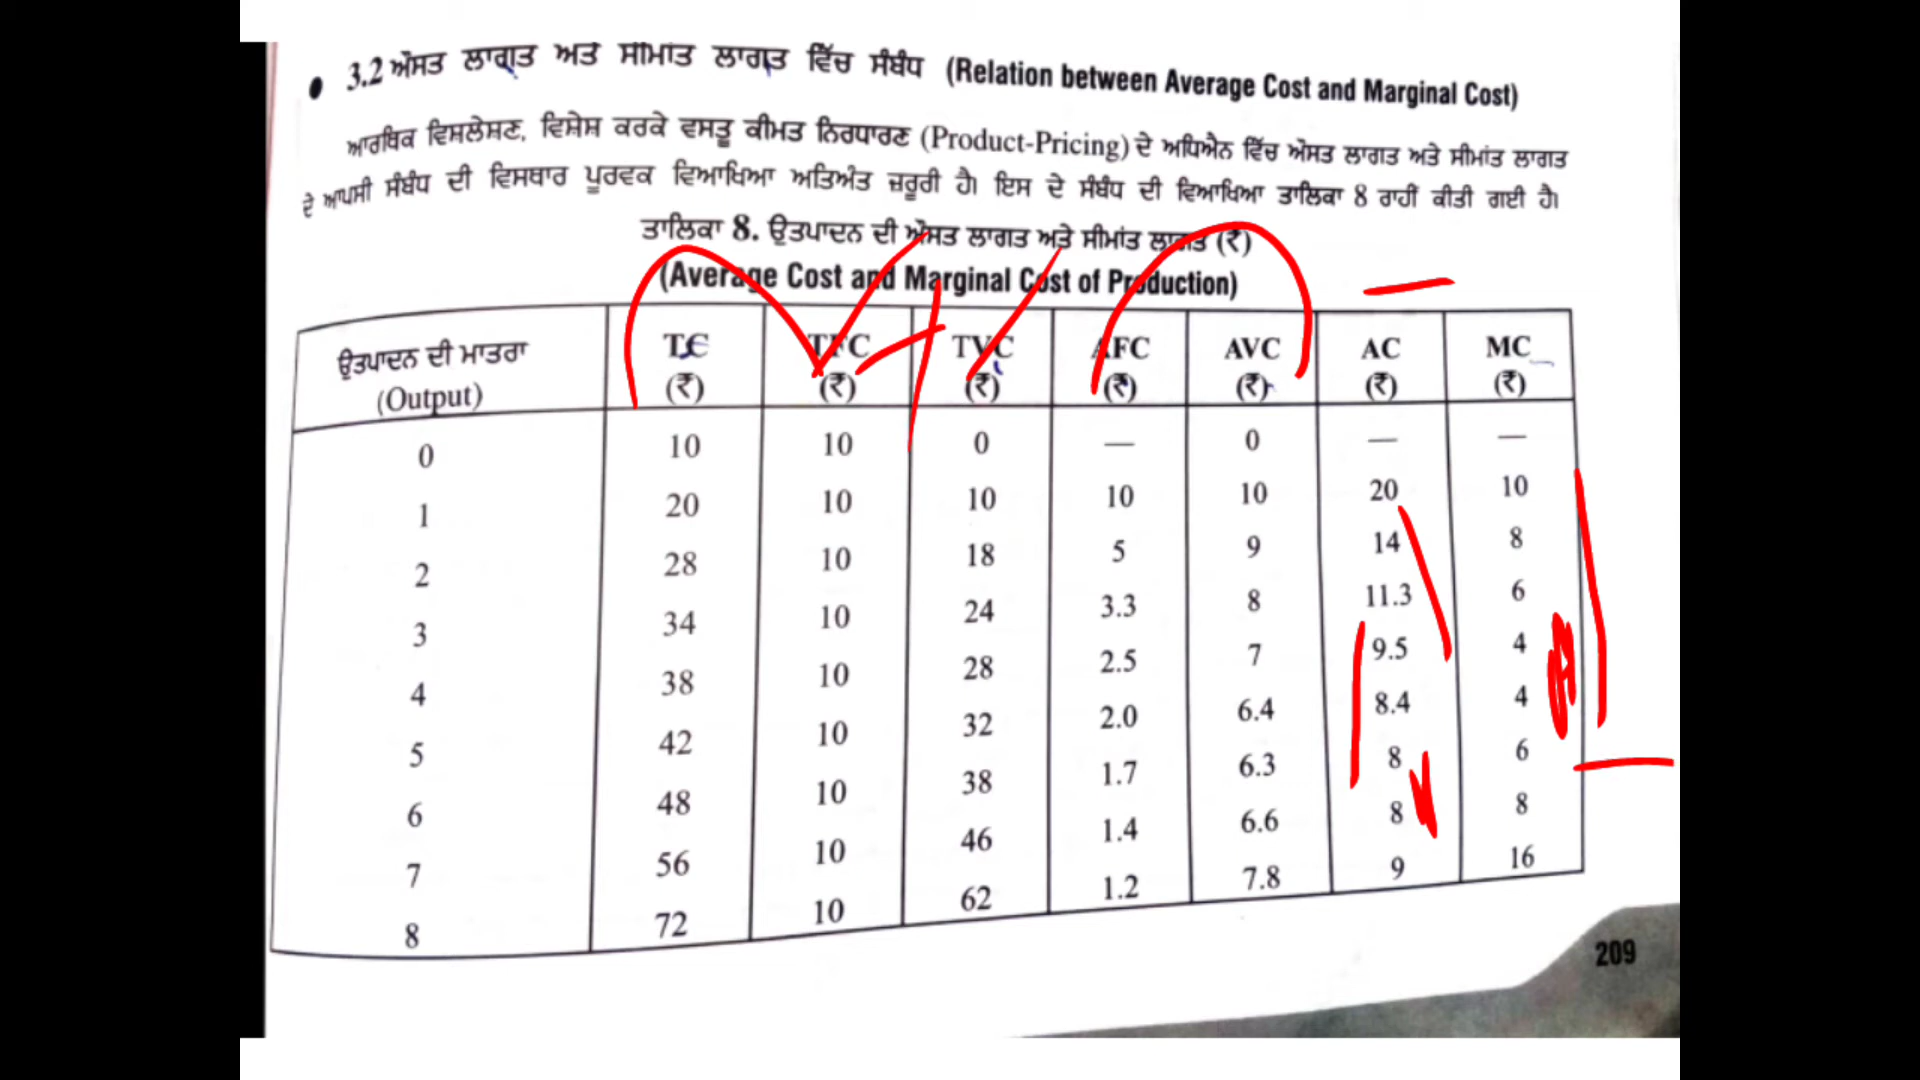 • 3.2 ਔਸਤ ਲਾਗਤ ਅਤੇ ਸੀਮਾਂਤ ਲਾਗਤ ਵਿੱਚ ਸੰਬੰਧ (Relation between Average Cost and Marginal Cost)
ਆਰਥਿਕ ਵਿਸ਼ਲੇਸ਼ਣ, ਵਿਸ਼ੇਸ਼ ਕਰਕੇ ਵਸਤੂ ਕੀਮਤ ਨਿਰਧਾਰਣ (Product-Pricing) ਦੇ ਅਧਿਐਨ ਵਿੱਚ ਔਸਤ ਲਾਗਤ ਅਤੇ ਸੀਮਾਂਤ ਲਾਗਤ
ਦੇ ਆਪਸੀ ਸੰਬੰਧ ਦੀ ਵਿਸਥਾਰ ਪੂਰਵਕ ਵਿਆਖਿਆ ਅਤਿਅੰਤ ਜ਼ਰੂਰੀ ਹੈ। ਇਸ ਦੇ ਸੰਬੰਧ ਦੀ ਵਿਆਖਿਆ ਤਾਲਿਕਾ 8 ਰਾਹੀਂ ਕੀਤੀ ਗਈ ਹੈ।
ਤਾਲਿਕਾ 8. ਉਤਪਾਦਨ ਦੀ ਔਸਤ ਲਾਗਤ ਅਤੇ ਸੀਮਾਂਤ ਲਾਗਤ (₹)
(Average Cost and Marginal Cost of Production)
ਉਤਪਾਦਨ ਦੀ ਮਾਤਰਾ TC TFC TVC AFC AVC AC MC
(Output) (₹) (₹) (₹) (₹) (₹) (₹) (₹)
0 10 10 0 — 0 — —
1 20 10 10 10 10 20 10
2 28 10 18 5 9 14 8
3 34 10 24 3.3 8 11.3 6
4 38 10 28 2.5 7 9.5 4
5 42 10 32 2.0 6.4 8.4 4
6 48 10 38 1.7 6.3 8 6
7 56 10 46 1.4 6.6 8 8
8 72 10 62 1.2 7.8 9 16
209